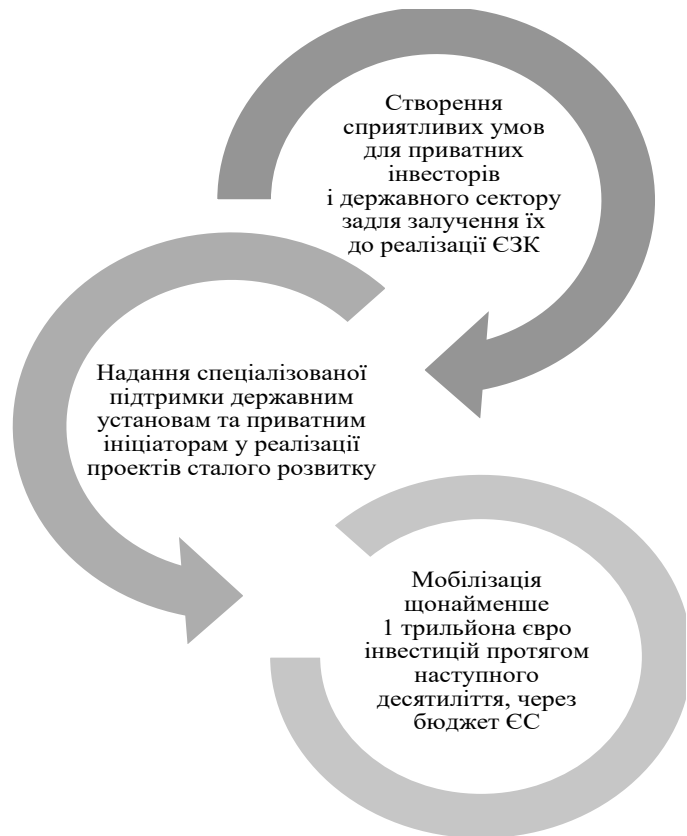 Створення
сприятливих умов
для приватних
інвесторів
і державного сектору
задля залучення їх
до реалізації ЄЗК
Надання спеціалізованої
підтримки державним
установам та приватним
ініціаторам у реалізації
проектів сталого розвитку
Мобілізація
щонайменше
1 трильйона євро
інвестицій протягом
наступного
десятиліття, через
бюджет ЄС